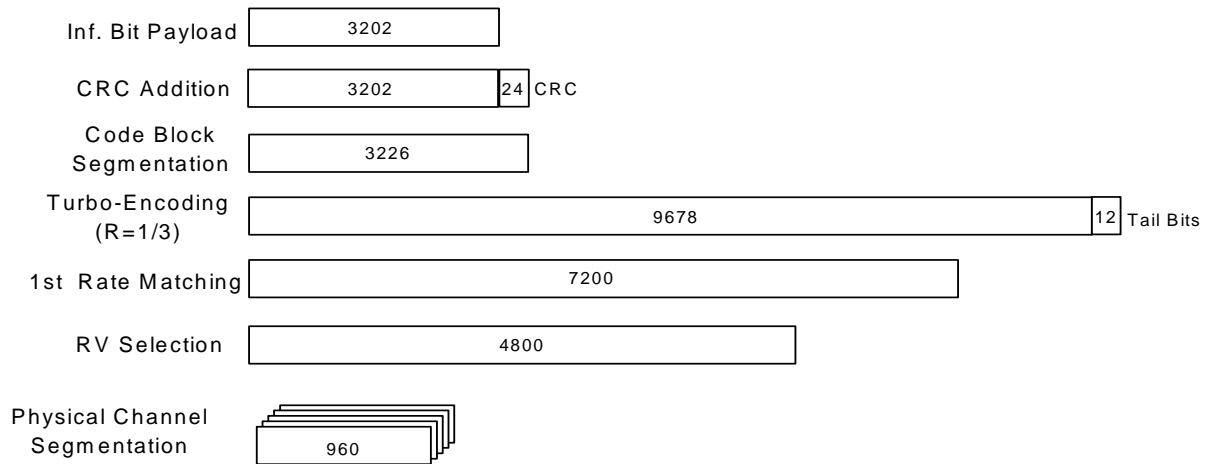 Inf. Bit Payload 3202
CRC Addition 3202 24 CRC
Code Block
Segmentation 3226
Turbo-Encoding
(R=1/3) 9678 12 Tail Bits
1st Rate Matching 7200
RV Selection 4800
Physical Channel
Segmentation 960